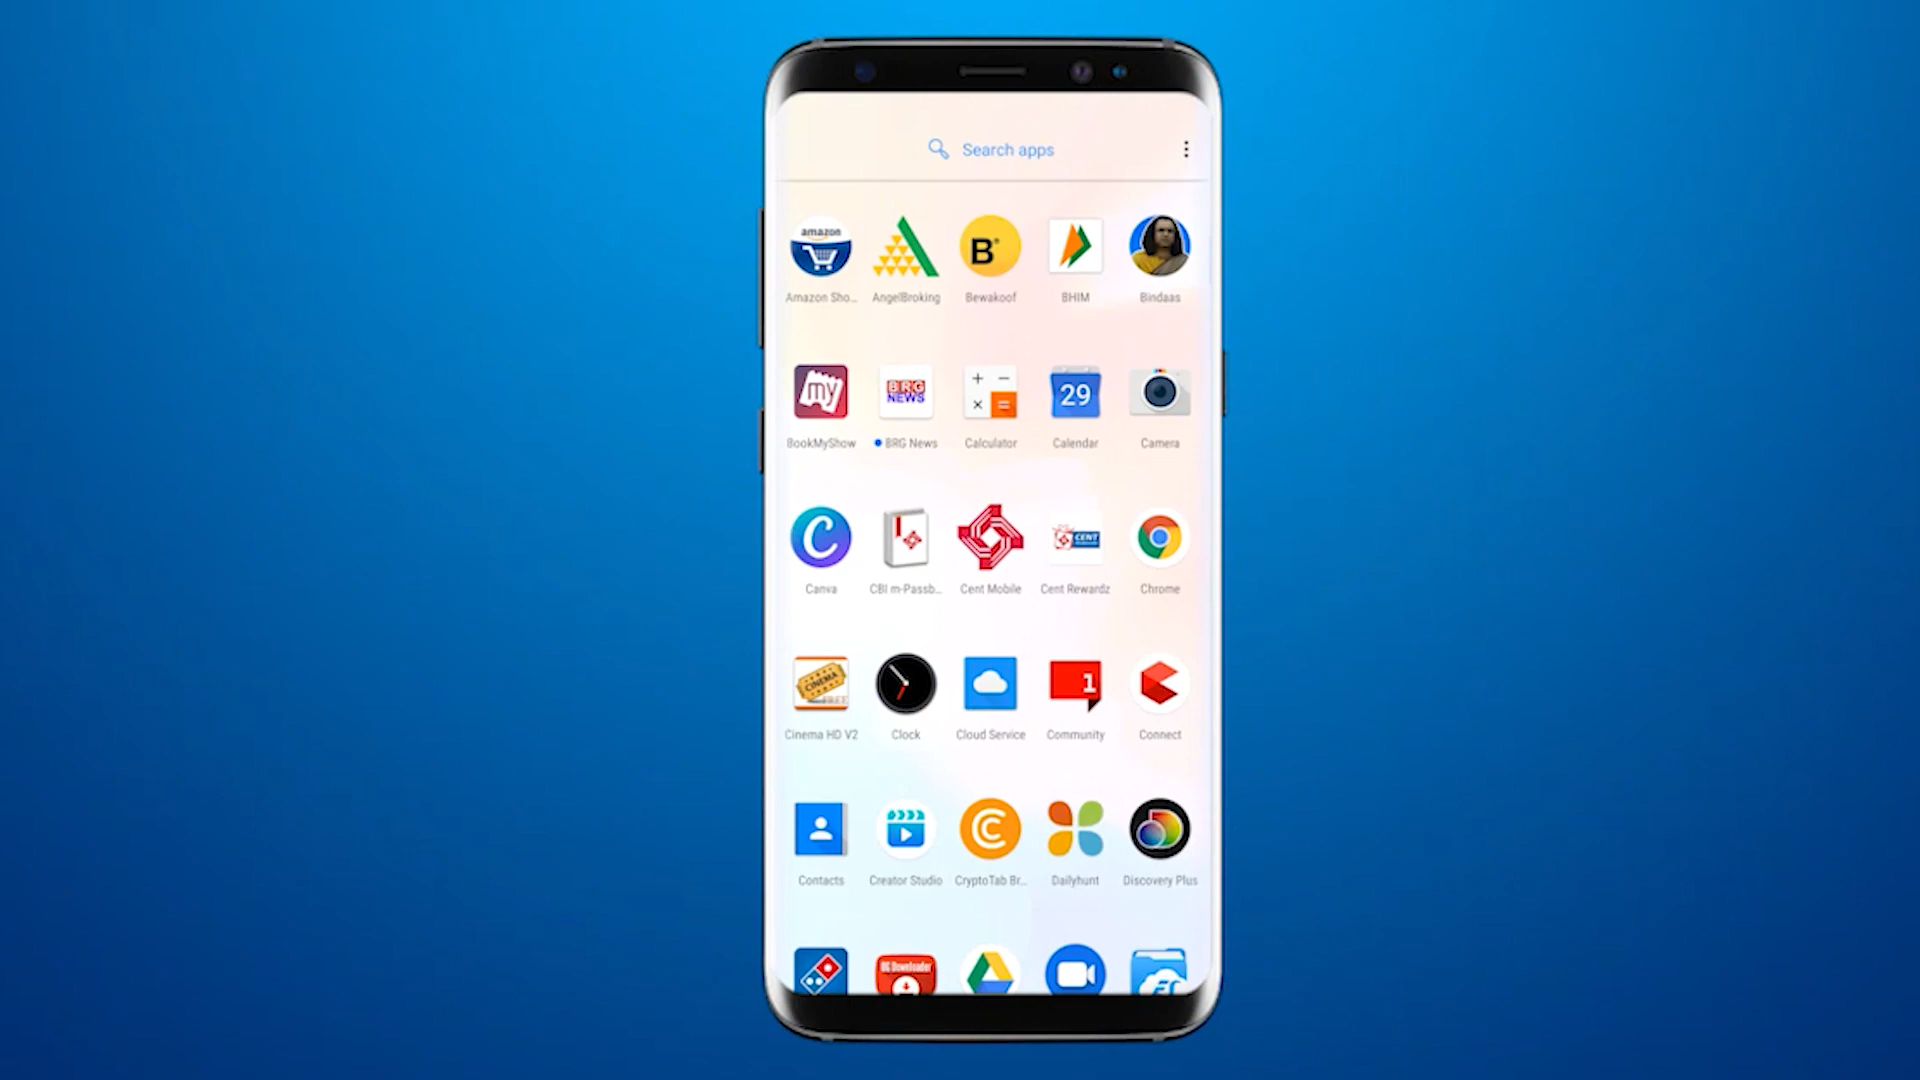 Search apps
amazon
Amazon Sho...
AngelBroking
B
Bewakoof
BHIM
Bindaas
my
BookMyShow
BRG
NEWS
BRG News
Calculator
29
Calendar
Camera
C
Canva
CBI m-Passb...
Cent Mobile
CENT
Cent Rewardz
Chrome
CINEMA
Cinema HD V2
Clock
Cloud Service
1
Community
Connect
Contacts
Creator Studio
C
CryptoTab Br...
Dailyhunt
Discovery Plus
OG Downloader